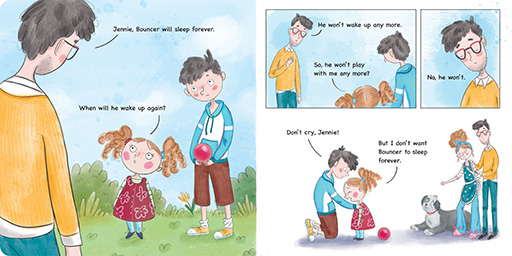 Jennie, Bouncer will sleep forever.
When will he wake up again?
He won't wake up any more.
So, he won't play
with me any more?
No, he won't.
Don't cry, Jennie!
But I don't want
Bouncer to sleep
forever.